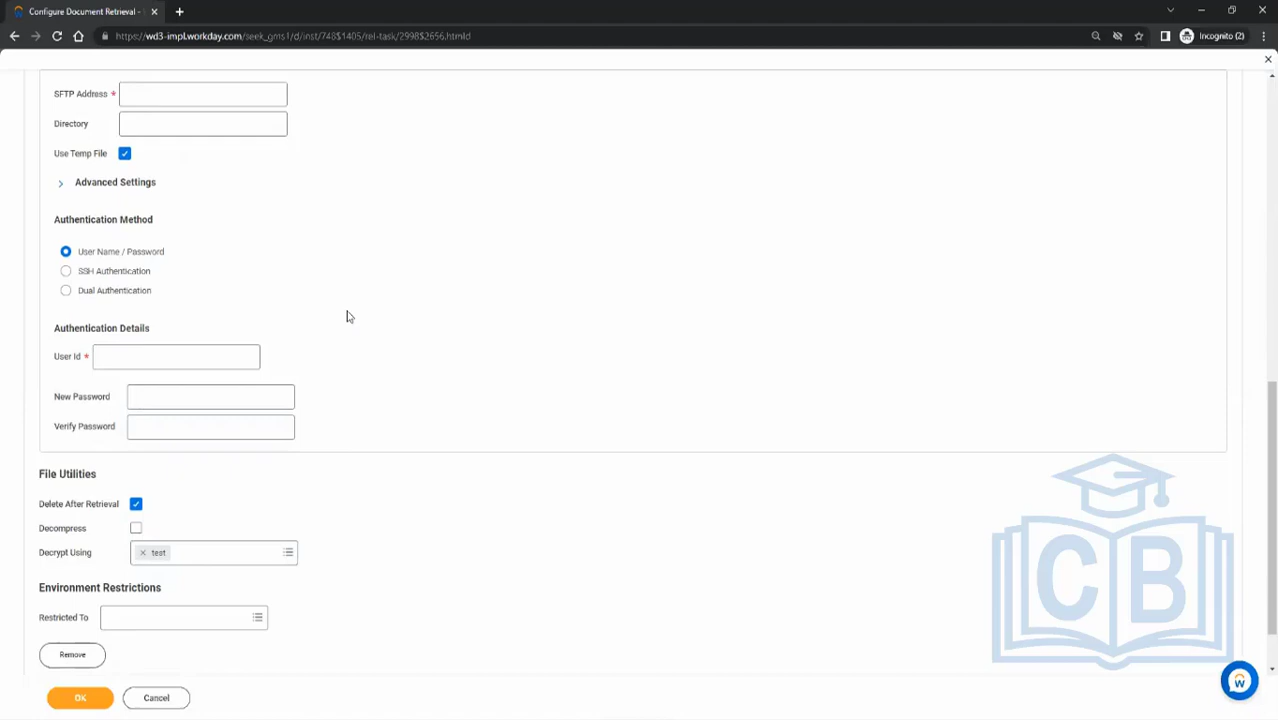 Configure Document Retrieval -
https://wd3-impl.workday.com/seek_gms1/d/inst/748$1405/rel-task/2998$2656.htmld
Incognito (2)
SFTP Address *
Directory
Use Temp File
Advanced Settings
Authentication Method
User Name / Password
SSH Authentication
Dual Authentication
Authentication Details
User Id *
New Password
Verify Password
File Utilities
Delete After Retrieval
Decompress
Decrypt Using
× test
Environment Restrictions
Restricted To
Remove
OK
Cancel
CB
W